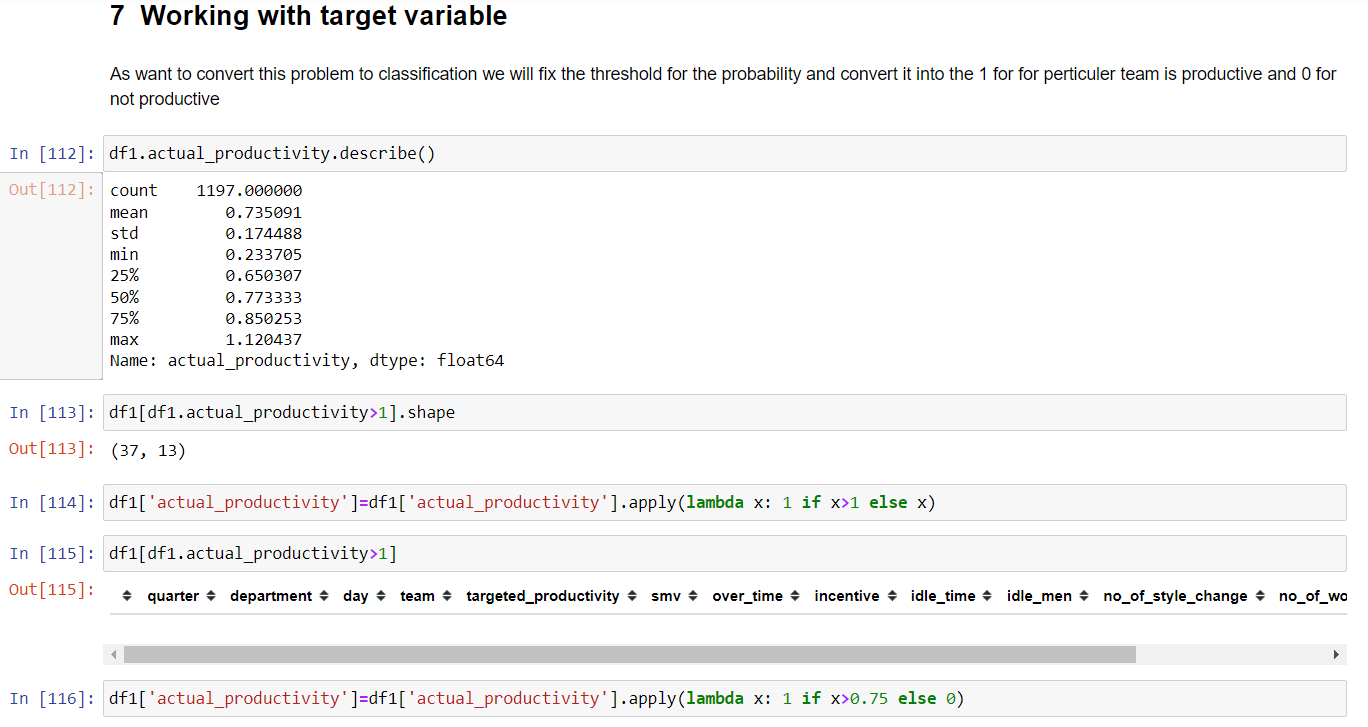 7 Working with target variable
As want to convert this problem to classification we will fix the threshold for the probability and convert it into the 1 for for perticuler team is productive and 0 for
not productive
In [112]: df1.actual_productivity.describe()
Out[112]: count 1197.000000
mean 0.735091
std 0.174488
min 0.233705
25% 0.650307
50% 0.773333
75% 0.850253
max 1.120437
Name: actual_productivity, dtype: float64
In [113]: df1[df1.actual_productivity>1].shape
Out[113]: (37, 13)
In [114]: df1['actual_productivity']=df1['actual_productivity'].apply(lambda x: 1 if x>1 else x)
In [115]: df1[df1.actual_productivity>1]
Out[115]: quarter department day team targeted_productivity smv over_time incentive idle_time idle_men no_of_style_change no_of_wo
In [116]: df1['actual_productivity']=df1['actual_productivity'].apply(lambda x: 1 if x>0.75 else 0)